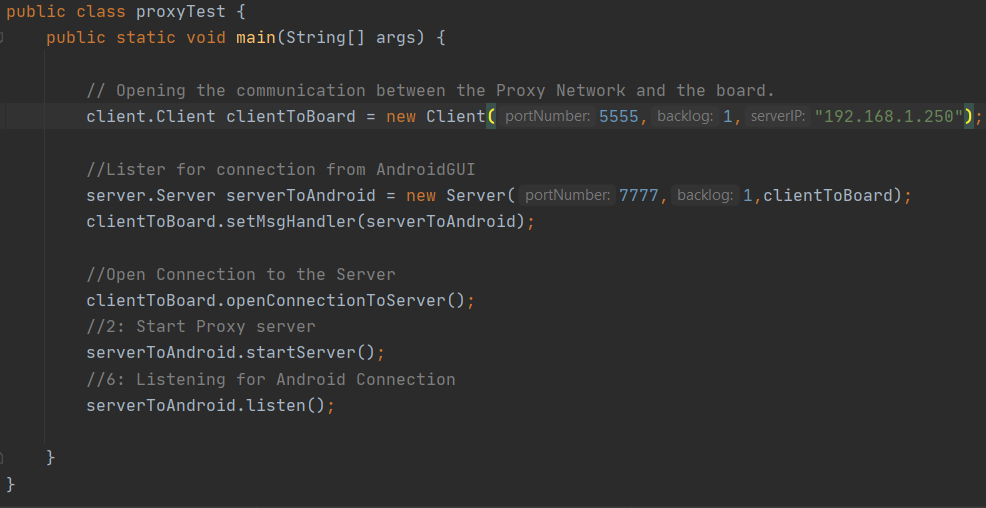 public class proxyTest {
public static void main(String[] args) {
// Opening the communication between the Proxy Network and the board.
client.Client clientToBoard = new Client( portNumber: 5555, backlog: 1, serverIP: "192.168.1.250");
//Lister for connection from AndroidGUI
server.Server serverToAndroid = new Server( portNumber: 7777, backlog: 1,clientToBoard);
clientToBoard.setMsgHandler(serverToAndroid);
//Open Connection to the Server
clientToBoard.openConnectionToServer();
//2: Start Proxy server
serverToAndroid.startServer();
//6: Listening for Android Connection
serverToAndroid.listen();
}
}